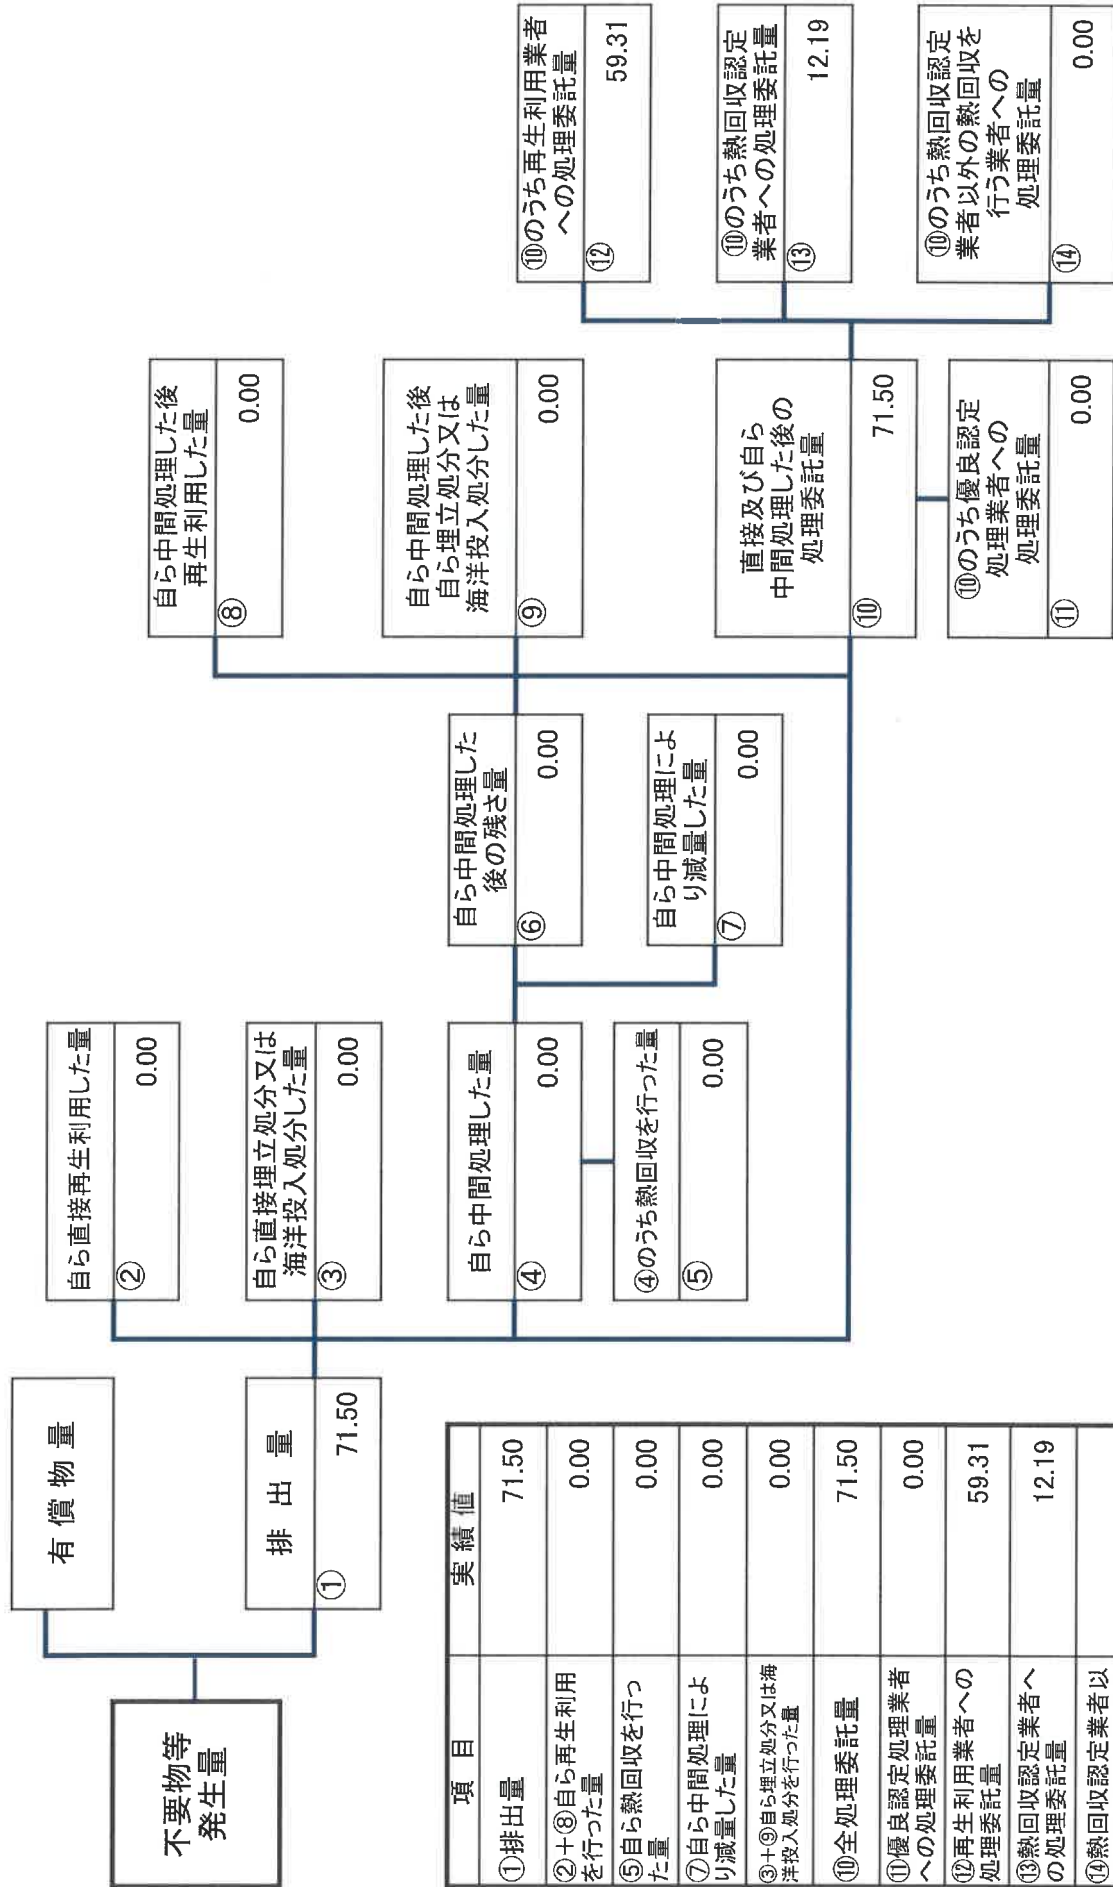 不要物等
発生量
有償物量
排出量
①
71.50
自ら直接再生利用した量
②
0.00
自ら直接埋立処分又は
海洋投入処分した量
③
0.00
自ら中間処理した量
④
0.00
④のうち熱回収を行った量
⑤
0.00
自ら中間処理した
後の残さ量
⑥
0.00
自ら中間処理によ
り減量した量
⑦
0.00
自ら中間処理した後
再生利用した量
⑧
0.00
自ら中間処理した後
自ら埋立処分又は
海洋投入処分した量
⑨
0.00
直接及び自ら
中間処理した後の
処理委託量
⑩
71.50
⑩のうち優良認定
処理業者への
処理委託量
⑪
0.00
⑩のうち再生利用業者
への処理委託量
⑫
59.31
⑩のうち熱回収認定
業者への処理委託量
⑬
12.19
⑩のうち熱回収認定
業者以外の熱回収を
行う業者への
処理委託量
⑭
0.00
項目 実績値
①排出量 71.50
②+⑧自ら再生利用
を行った量 0.00
⑤自ら熱回収を行っ
た量 0.00
⑦自ら中間処理によ
り減量した量 0.00
③+⑨自ら埋立処分又は海
洋投入処分を行った量 0.00
⑩全処理委託量 71.50
⑪優良認定処理業者
への処理委託量 0.00
⑫再生利用業者への
処理委託量 59.31
⑬熱回収認定業者へ
の処理委託量 12.19
⑭熱回収認定業者以